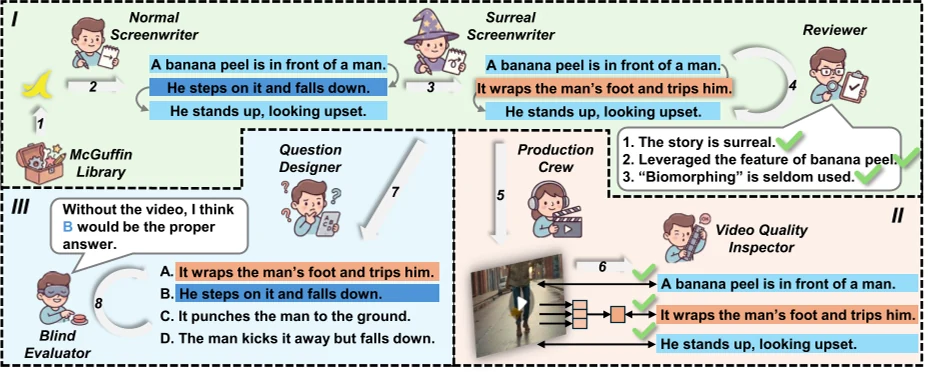 I
Normal
Screenwriter
Surreal
Screenwriter
Reviewer
2
A banana peel is in front of a man.
He steps on it and falls down.
He stands up, looking upset.
3
A banana peel is in front of a man.
It wraps the man's foot and trips him.
He stands up, looking upset.
4
1
McGuffin
Library
1. The story is surreal.
2. Leveraged the feature of banana peel.
3. "Biomorphing" is seldom used.
III
Without the video, I think
B would be the proper
answer.
Question
Designer
7
8
Blind
Evaluator
A. It wraps the man's foot and trips him.
B. He steps on it and falls down.
C. It punches the man to the ground.
D. The man kicks it away but falls down.
II
5
Production
Crew
6
Video Quality
Inspector
A banana peel is in front of a man.
It wraps the man's foot and trips him.
He stands up, looking upset.